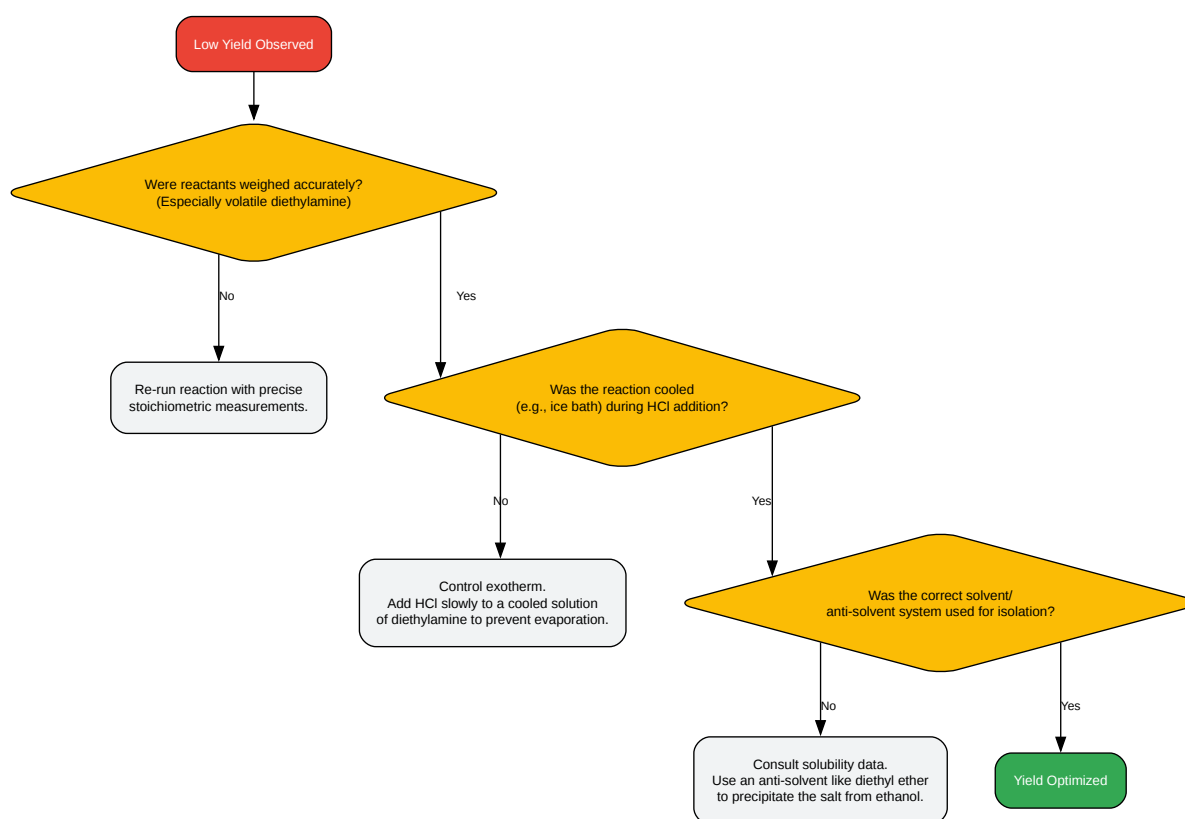 Low Yield Observed
Were reactants weighed accurately?
(Especially volatile diethylamine)
No
Yes
Re-run reaction with precise
stoichiometric measurements.
Was the reaction cooled
(e.g., ice bath) during HCl addition?
No
Yes
Control exotherm.
Add HCl slowly to a cooled solution
of diethylamine to prevent evaporation.
Was the correct solvent/
anti-solvent system used for isolation?
No
Yes
Consult solubility data.
Use an anti-solvent like diethyl ether
to precipitate the salt from ethanol.
Yield Optimized